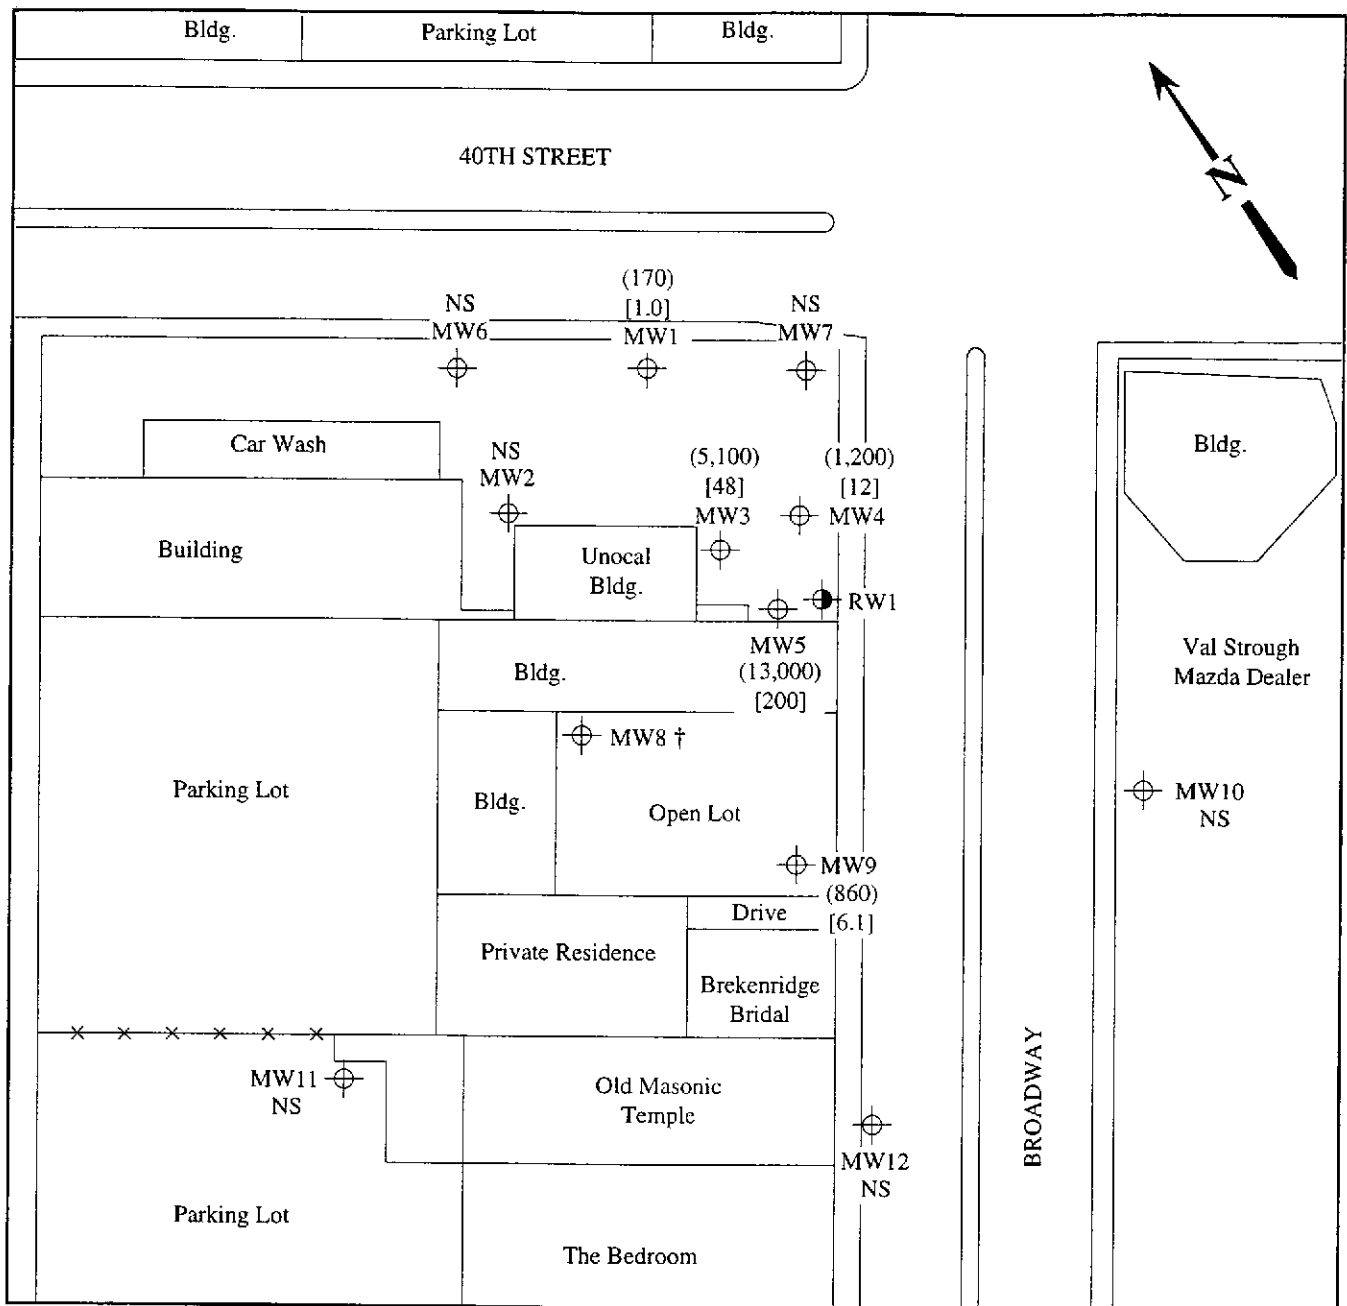 Bldg.
Parking Lot
Bldg.
40TH STREET
N
(170)
[1.0]
MW1
NS
MW6
NS
MW7
Car Wash
NS
MW2
(5,100)
[48]
MW3
(1,200)
[12]
MW4
Bldg.
Building
Unocal
Bldg.
RW1
MW5
(13,000)
[200]
Bldg.
Val Strough
Mazda Dealer
MW8 †
Parking Lot
Bldg.
Open Lot
MW10
NS
MW9
(860)
[6.1]
Drive
Private Residence
Brekenridge
Bridal
MW11
NS
Old Masonic
Temple
BROADWAY
MW12
NS
Parking Lot
The Bedroom